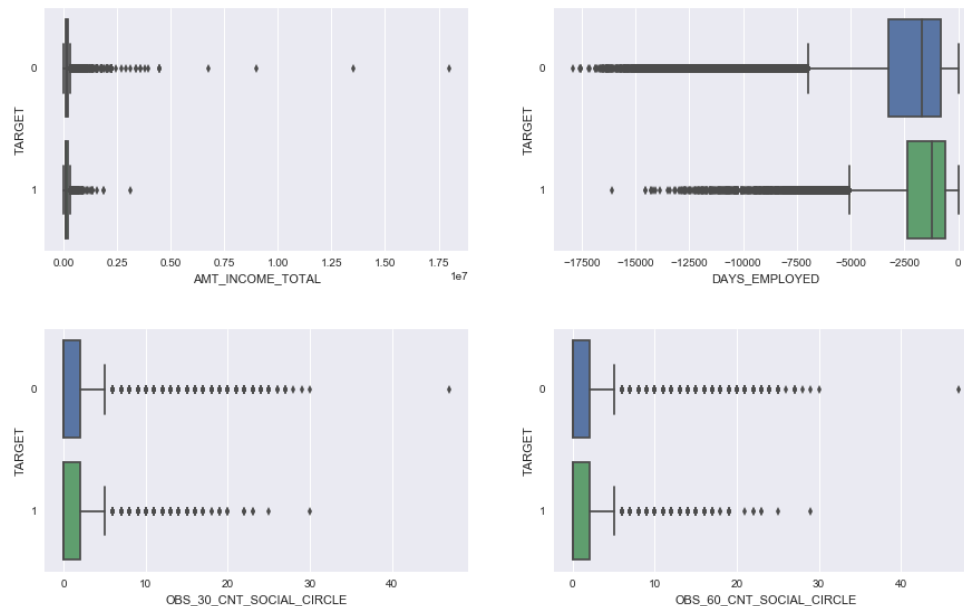 TARGET
0
1
0.00 0.25 0.50 0.75 1.00 1.25 1.50 1.75
1e7
AMT_INCOME_TOTAL
TARGET
0
1
−17500 −15000 −12500 −10000 −7500 −5000 −2500 0
DAYS_EMPLOYED
TARGET
0
1
0 10 20 30 40
OBS_30_CNT_SOCIAL_CIRCLE
TARGET
0
1
0 10 20 30 40
OBS_60_CNT_SOCIAL_CIRCLE